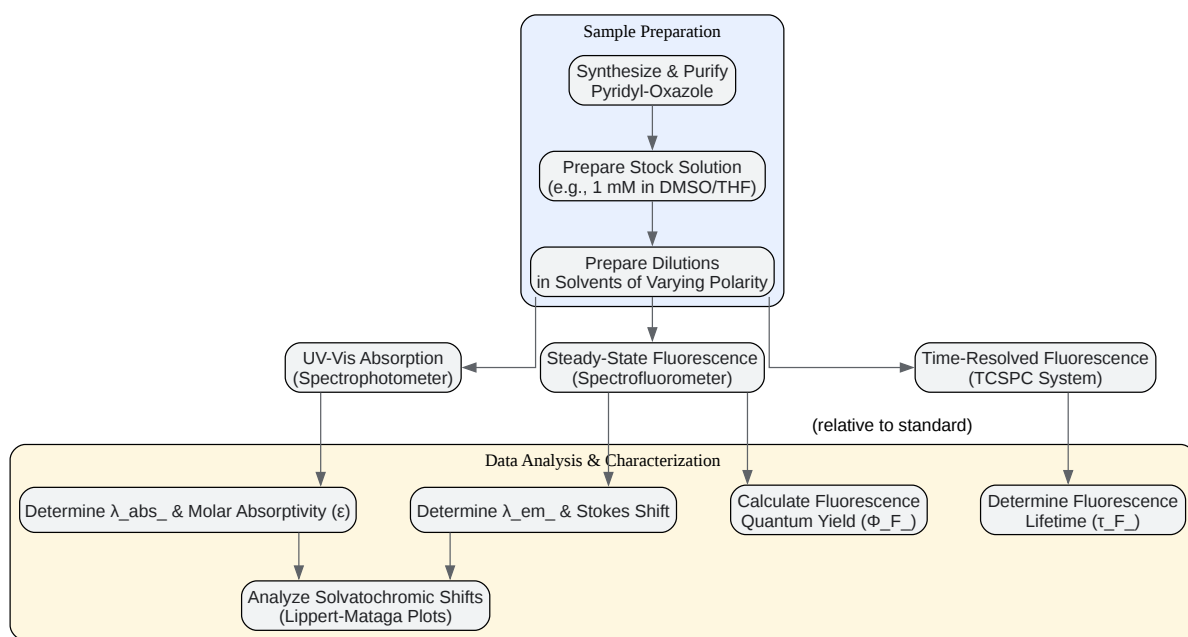 Sample Preparation
Synthesize & Purify
Pyridyl-Oxazole
Prepare Stock Solution
(e.g., 1 mM in DMSO/THF)
Prepare Dilutions
in Solvents of Varying Polarity
UV-Vis Absorption
(Spectrophotometer)
Steady-State Fluorescence
(Spectrofluorometer)
Time-Resolved Fluorescence
(TCSPC System)
(relative to standard)
Data Analysis & Characterization
Determine λ_abs_ & Molar Absorptivity (ε)
Determine λ_em_ & Stokes Shift
Calculate Fluorescence
Quantum Yield (Φ_F_)
Determine Fluorescence
Lifetime (τ_F_)
Analyze Solvatochromic Shifts
(Lippert-Mataga Plots)